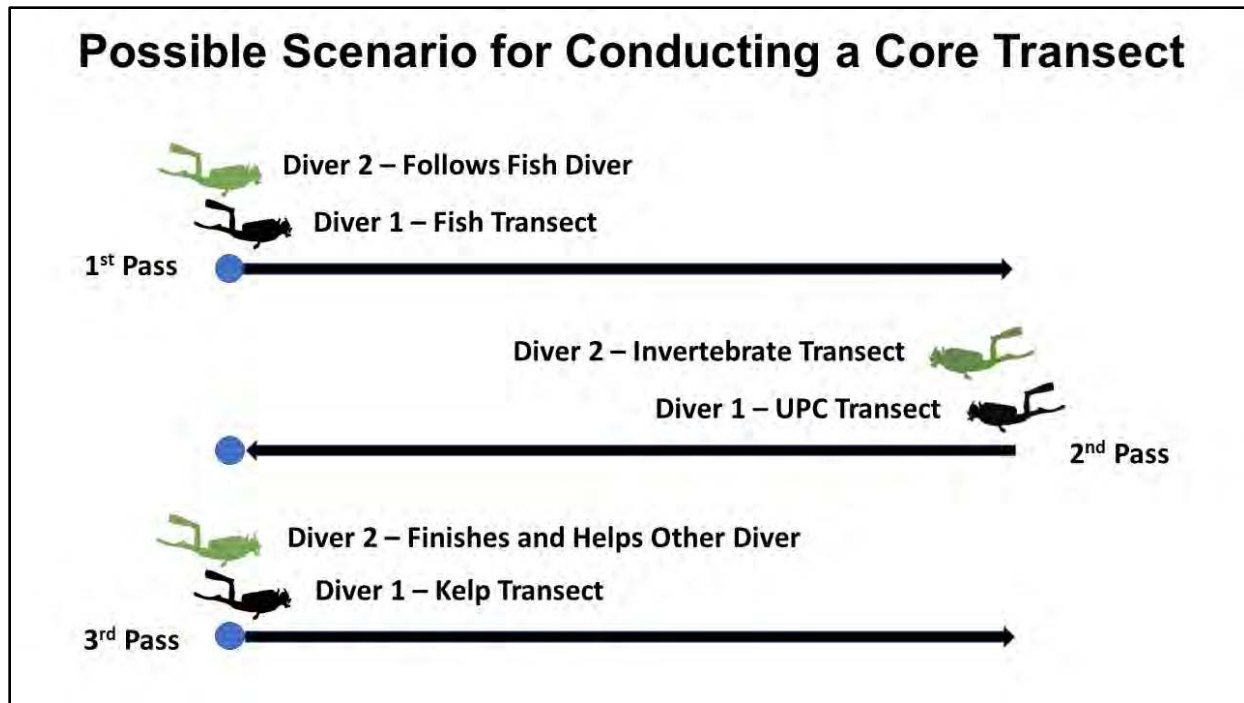 Possible Scenario for Conducting a Core Transect
Diver 2 – Follows Fish Diver
Diver 1 – Fish Transect
1st Pass
Diver 2 – Invertebrate Transect
Diver 1 – UPC Transect
2nd Pass
Diver 2 – Finishes and Helps Other Diver
Diver 1 – Kelp Transect
3rd Pass